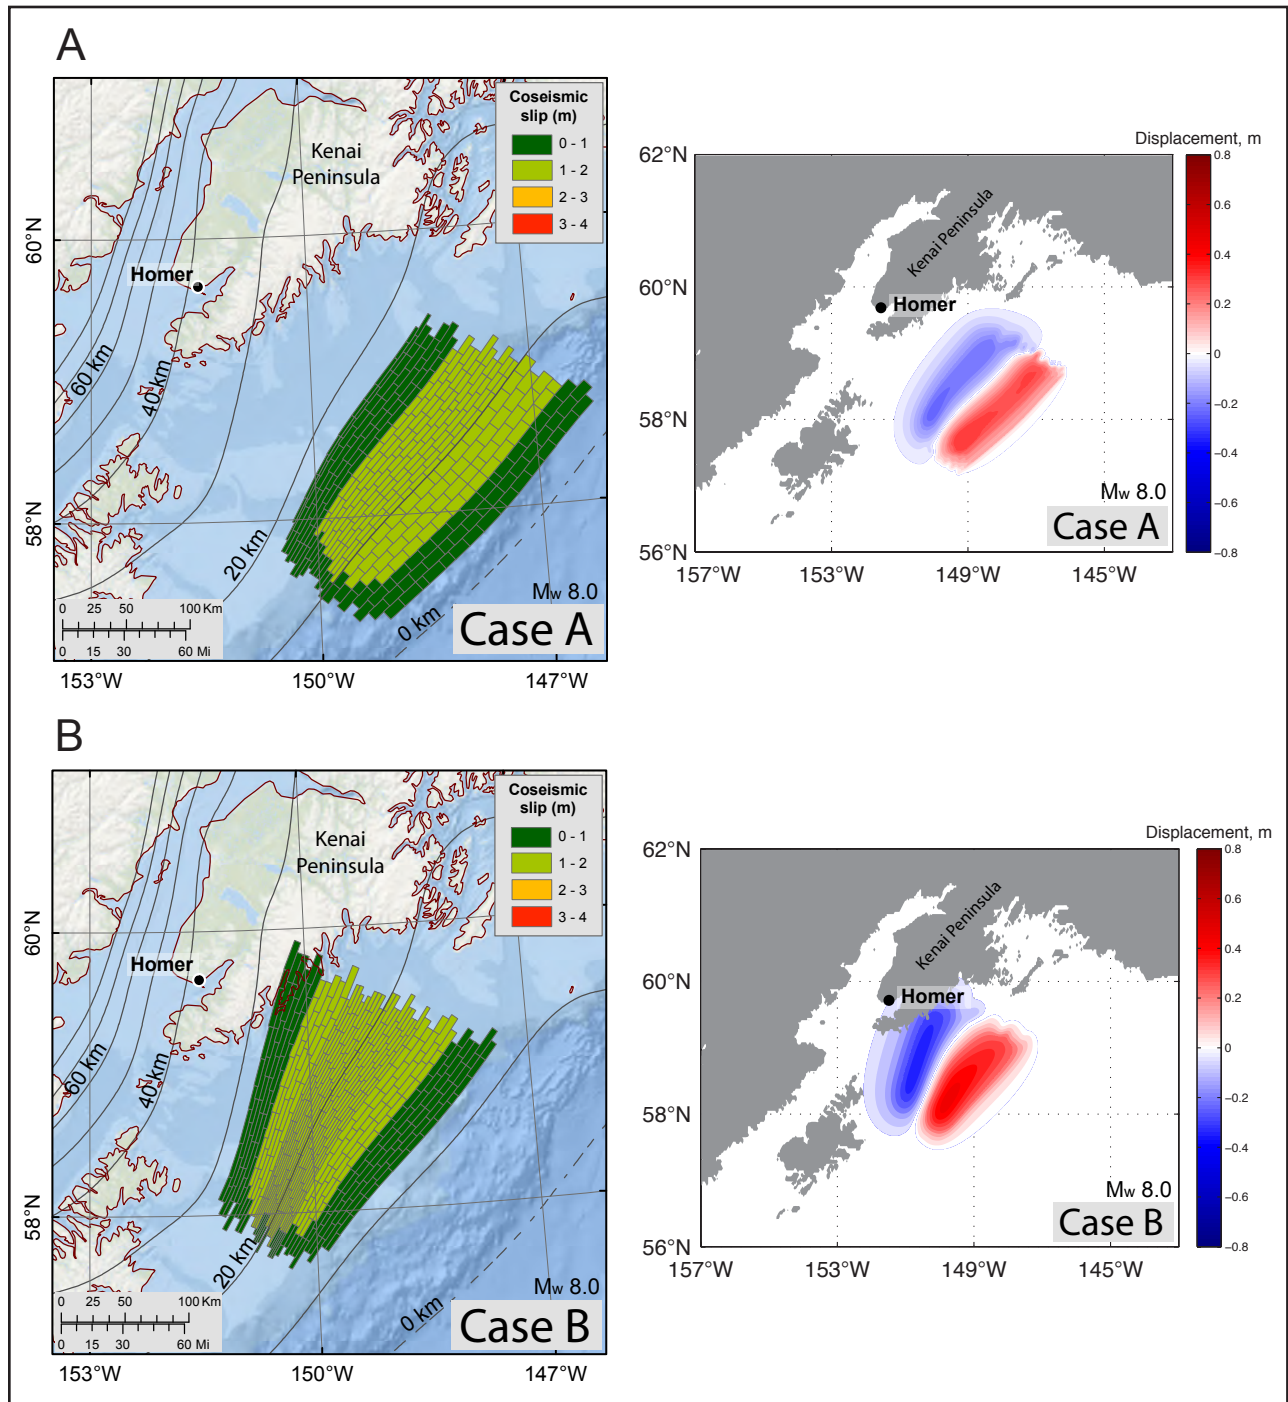 A
Coseismic
slip (m)
0 - 1
1 - 2
2 - 3
3 - 4
Kenai
Peninsula
60°N
Homer
60 km
40 km
58°N
20 km
0 km
Mw 8.0
Case A
0 25 50 100 Km
0 15 30 60 Mi
153°W 150°W 147°W
Displacement, m
62°N
60°N
58°N
56°N
Kenai Peninsula
Homer
0.8
0.6
0.4
0.2
0
−0.2
−0.4
−0.6
−0.8
Mw 8.0
Case A
157°W 153°W 149°W 145°W
B
Coseismic
slip (m)
0 - 1
1 - 2
2 - 3
3 - 4
Kenai
Peninsula
60°N
Homer
60 km
40 km
58°N
20 km
0 km
Mw 8.0
Case B
0 25 50 100 Km
0 15 30 60 Mi
153°W 150°W 147°W
Displacement, m
62°N
60°N
58°N
56°N
Kenai Peninsula
Homer
0.8
0.6
0.4
0.2
0
−0.2
−0.4
−0.6
−0.8
Mw 8.0
Case B
157°W 153°W 149°W 145°W